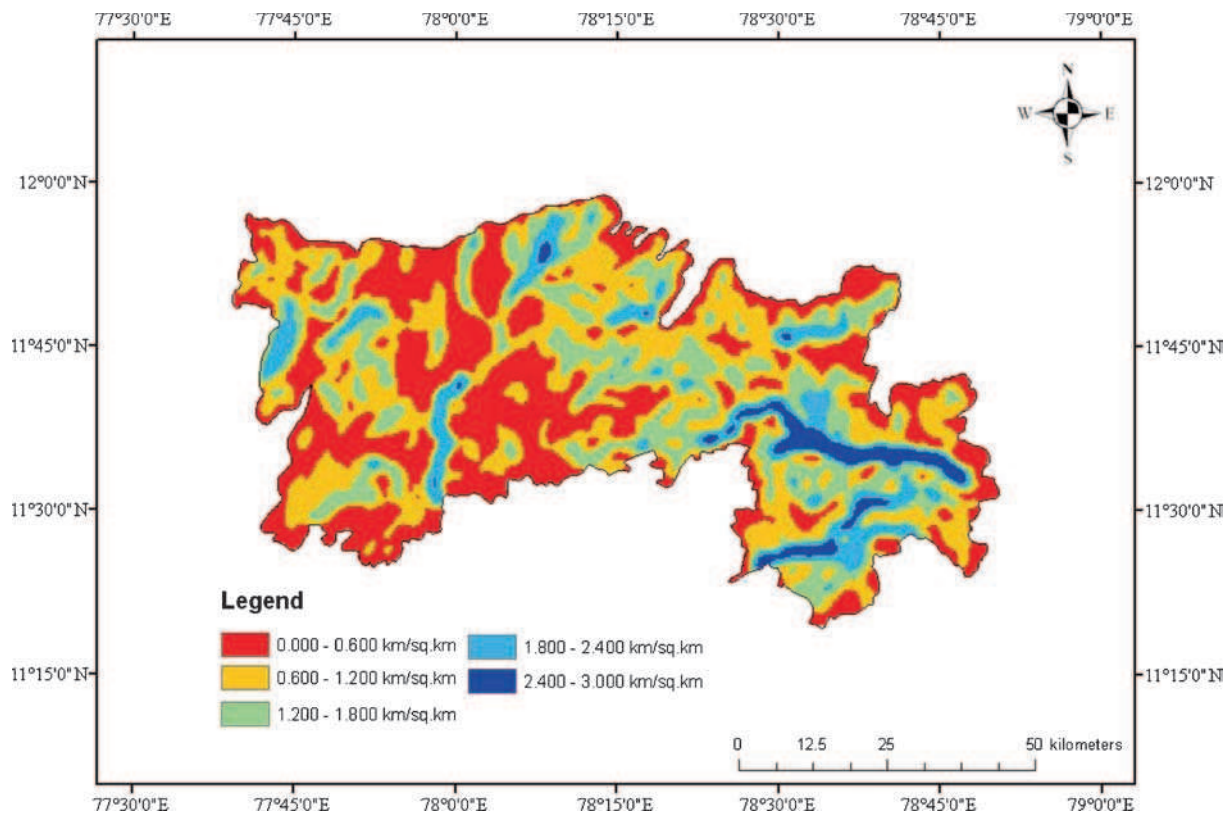 77°30'0"E 77°45'0"E 78°0'0"E 78°15'0"E 78°30'0"E 78°45'0"E 79°0'0"E
N
W E
S
12°0'0"N 12°0'0"N
11°45'0"N 11°45'0"N
11°30'0"N 11°30'0"N
11°15'0"N 11°15'0"N
Legend
0.000 - 0.600 km/sq.km 1.800 - 2.400 km/sq.km
0.600 - 1.200 km/sq.km 2.400 - 3.000 km/sq.km
1.200 - 1.800 km/sq.km
0 12.5 25 50 kilometers
77°30'0"E 77°45'0"E 78°0'0"E 78°15'0"E 78°30'0"E 78°45'0"E 79°0'0"E